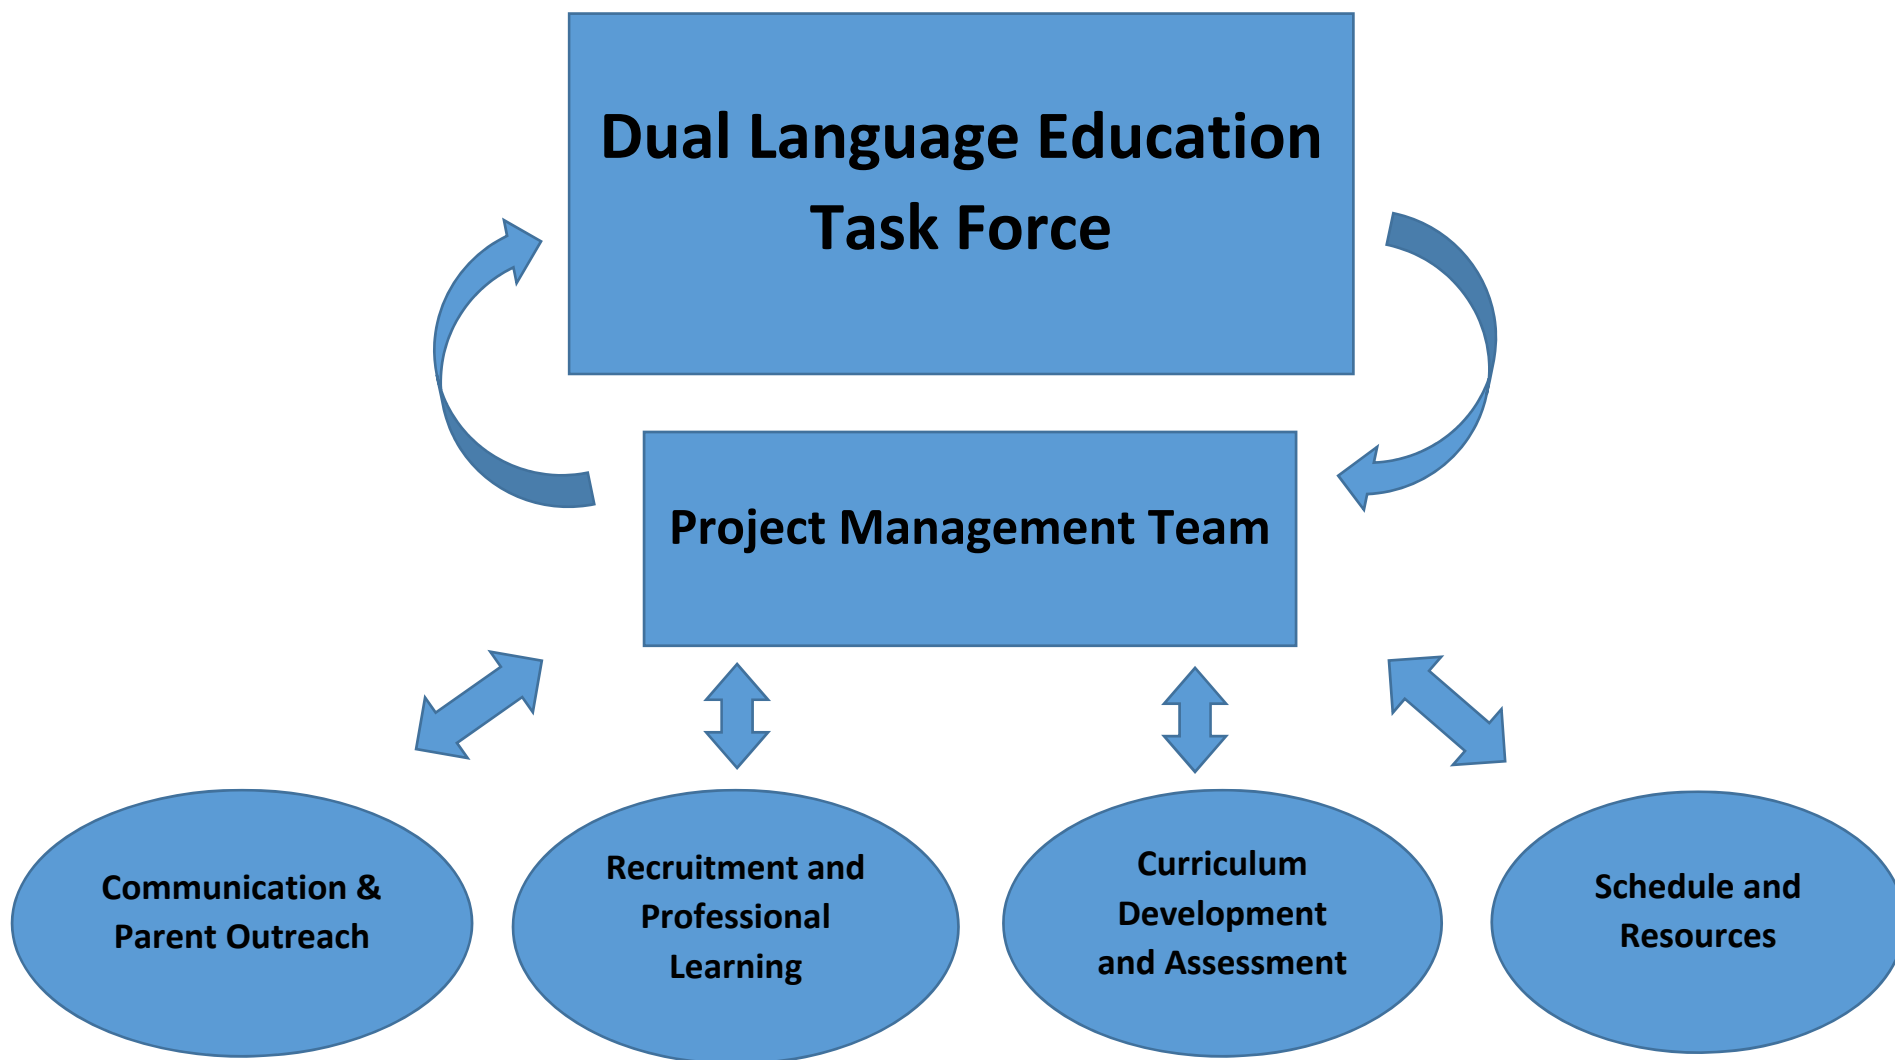 Dual Language Education
Task Force
Project Management Team
Communication &
Parent Outreach
Recruitment and
Professional
Learning
Curriculum
Development
and Assessment
Schedule and
Resources